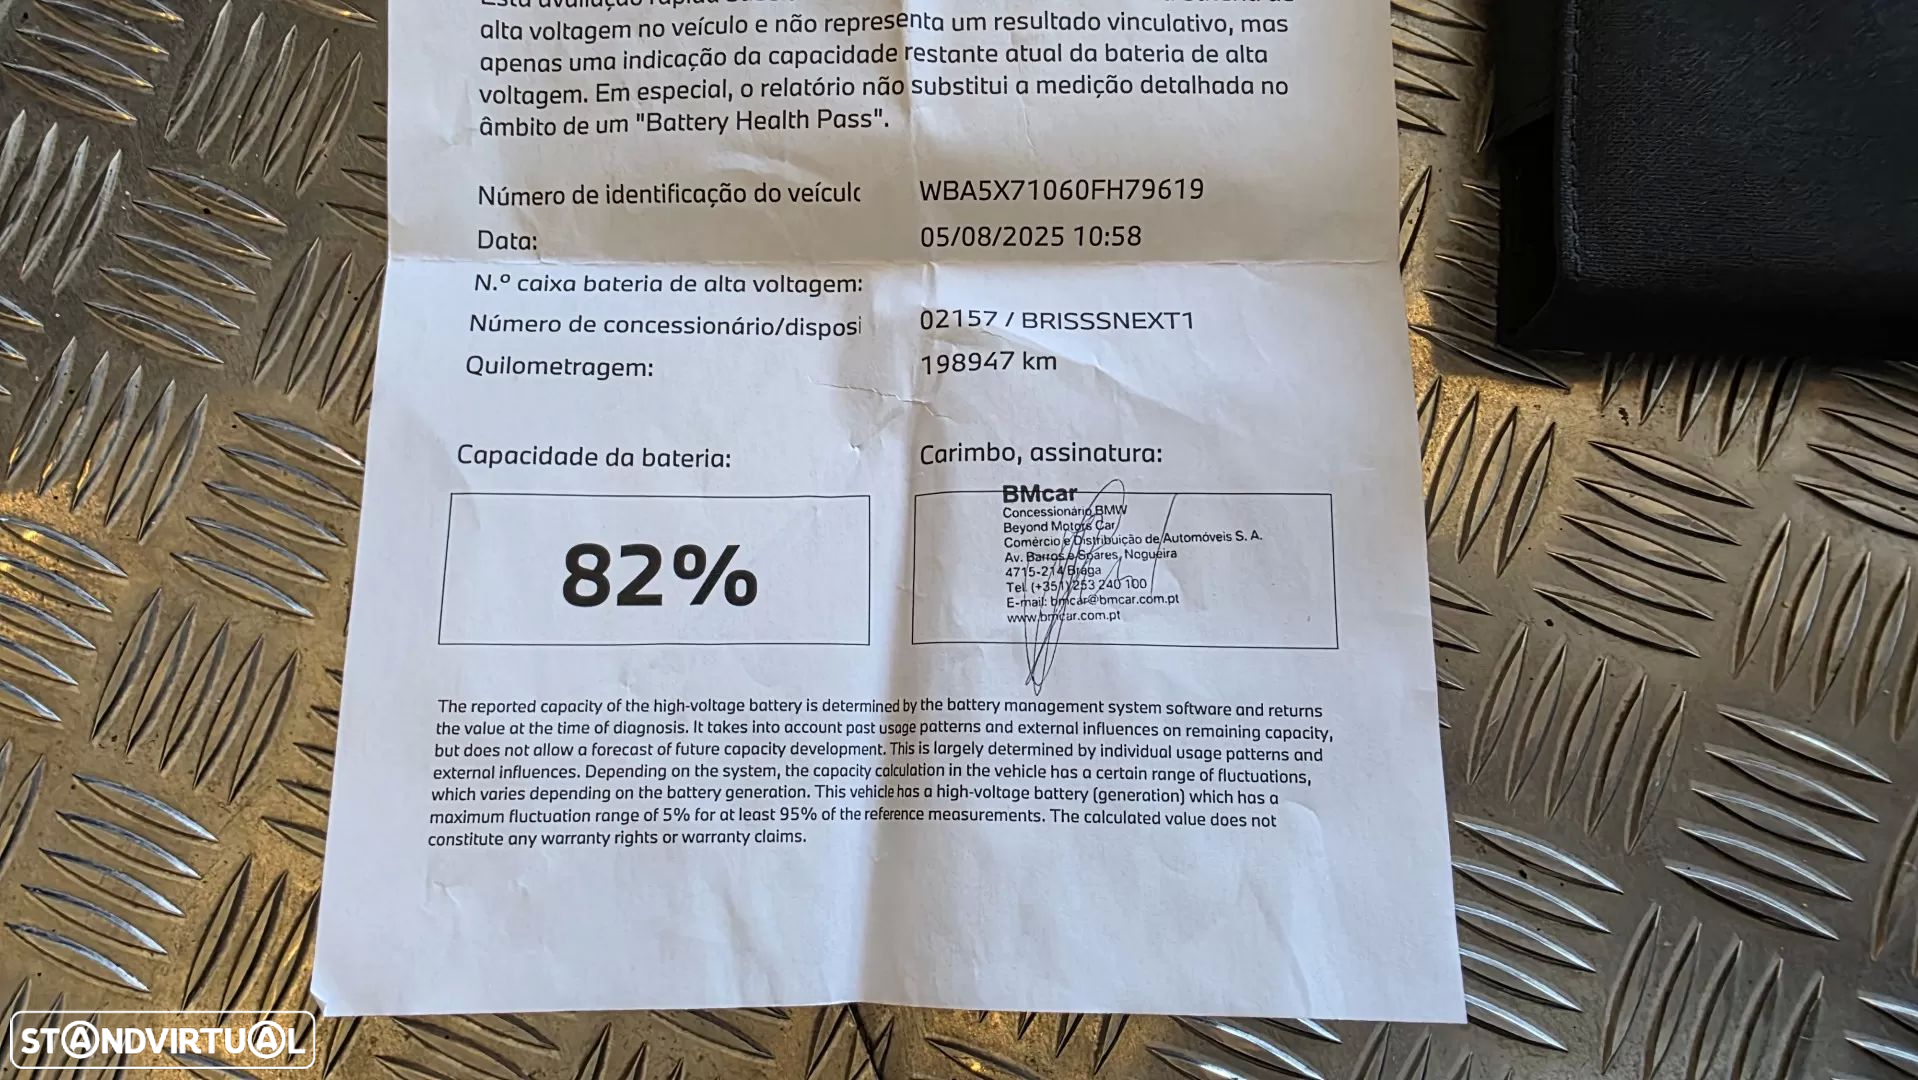 Esta avaliação rápida
alta voltagem no veículo e não representa um resultado vinculativo, mas
apenas uma indicação da capacidade restante atual da bateria de alta
voltagem. Em especial, o relatório não substitui a medição detalhada no
âmbito de um "Battery Health Pass".
Número de identificação do veículo WBA5X71060FH79619
Data: 05/08/2025 10:58
N.º caixa bateria de alta voltagem:
Número de concessionário/disposi 02157 / BRISSSNEXT1
Quilometragem: 198947 km
Capacidade da bateria: Carimbo, assinatura:
82%
BMcar
Concessionário BMW
Beyond Motors Car
Comércio e Distribuição de Automóveis S. A.
Av. Barros e Soares, Nogueira
4715-214 Braga
Tel. (+351) 253 240 100
E-mail: bmcar@bmcar.com.pt
www.bmcar.com.pt
The reported capacity of the high-voltage battery is determined by the battery management system software and returns
the value at the time of diagnosis. It takes into account past usage patterns and external influences on remaining capacity,
but does not allow a forecast of future capacity development. This is largely determined by individual usage patterns and
external influences. Depending on the system, the capacity calculation in the vehicle has a certain range of fluctuations,
which varies depending on the battery generation. This vehicle has a high-voltage battery (generation) which has a
maximum fluctuation range of 5% for at least 95% of the reference measurements. The calculated value does not
constitute any warranty rights or warranty claims.
STANDVIRTUAL